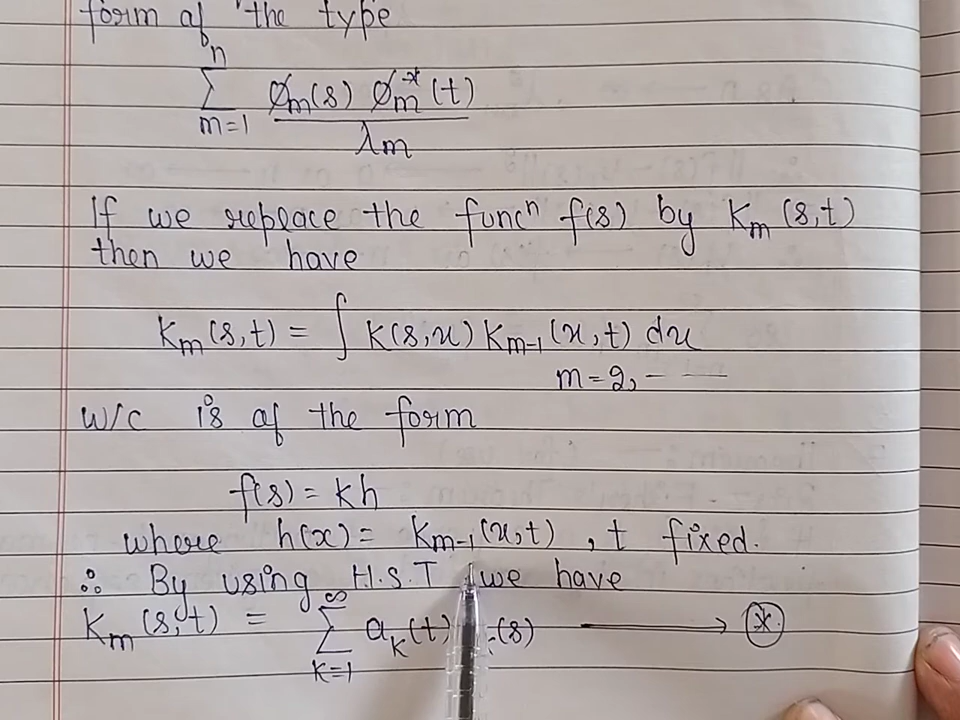 form of the type
n
∑ ϕm(s) ϕm*(t)
m=1 λm
If we replace the funcⁿ f(s) by Km (s,t)
then we have
Km (s,t) = ∫ K(s,x) Km-1 (x,t) dx
m=2, - —
w/c is of the form
f(s) = kh
where h(x) = Km-1 (x,t) , t fixed.
∴ By using H.S.T we have
Km (s,t) = ∞∑k=1 ak(t) (s) ⟶ (*)